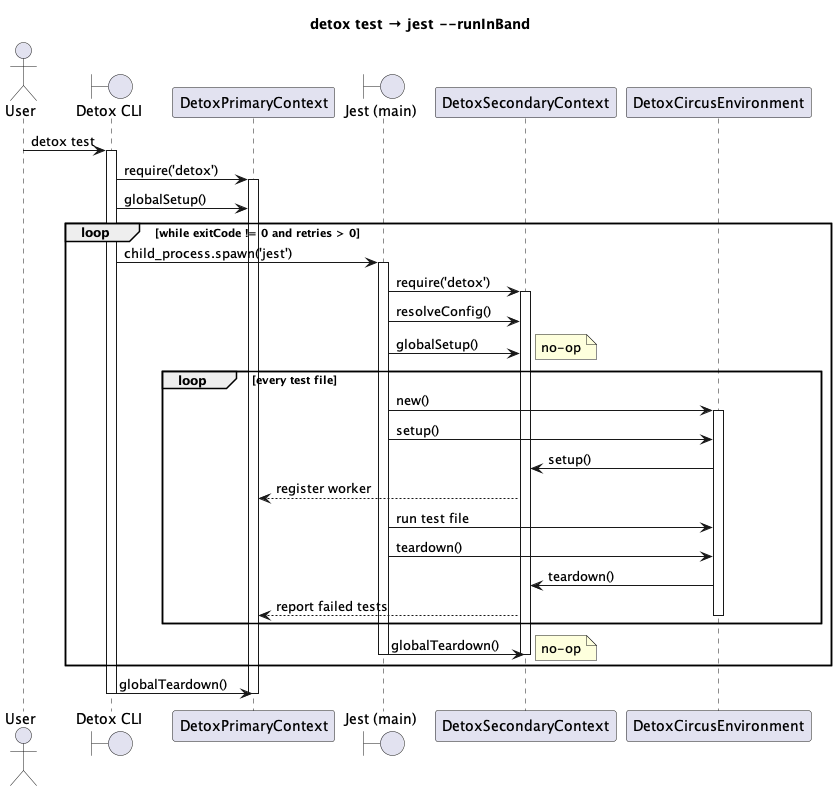 detox test → jest --runInBand
User
Detox CLI
DetoxPrimaryContext
Jest (main)
DetoxSecondaryContext
DetoxCircusEnvironment
detox test
require('detox')
globalSetup()
loop
[while exitCode != 0 and retries > 0]
child_process.spawn('jest')
require('detox')
resolveConfig()
globalSetup()
no-op
loop
[every test file]
new()
setup()
setup()
register worker
run test file
teardown()
teardown()
report failed tests
globalTeardown()
no-op
globalTeardown()
User
Detox CLI
DetoxPrimaryContext
Jest (main)
DetoxSecondaryContext
DetoxCircusEnvironment